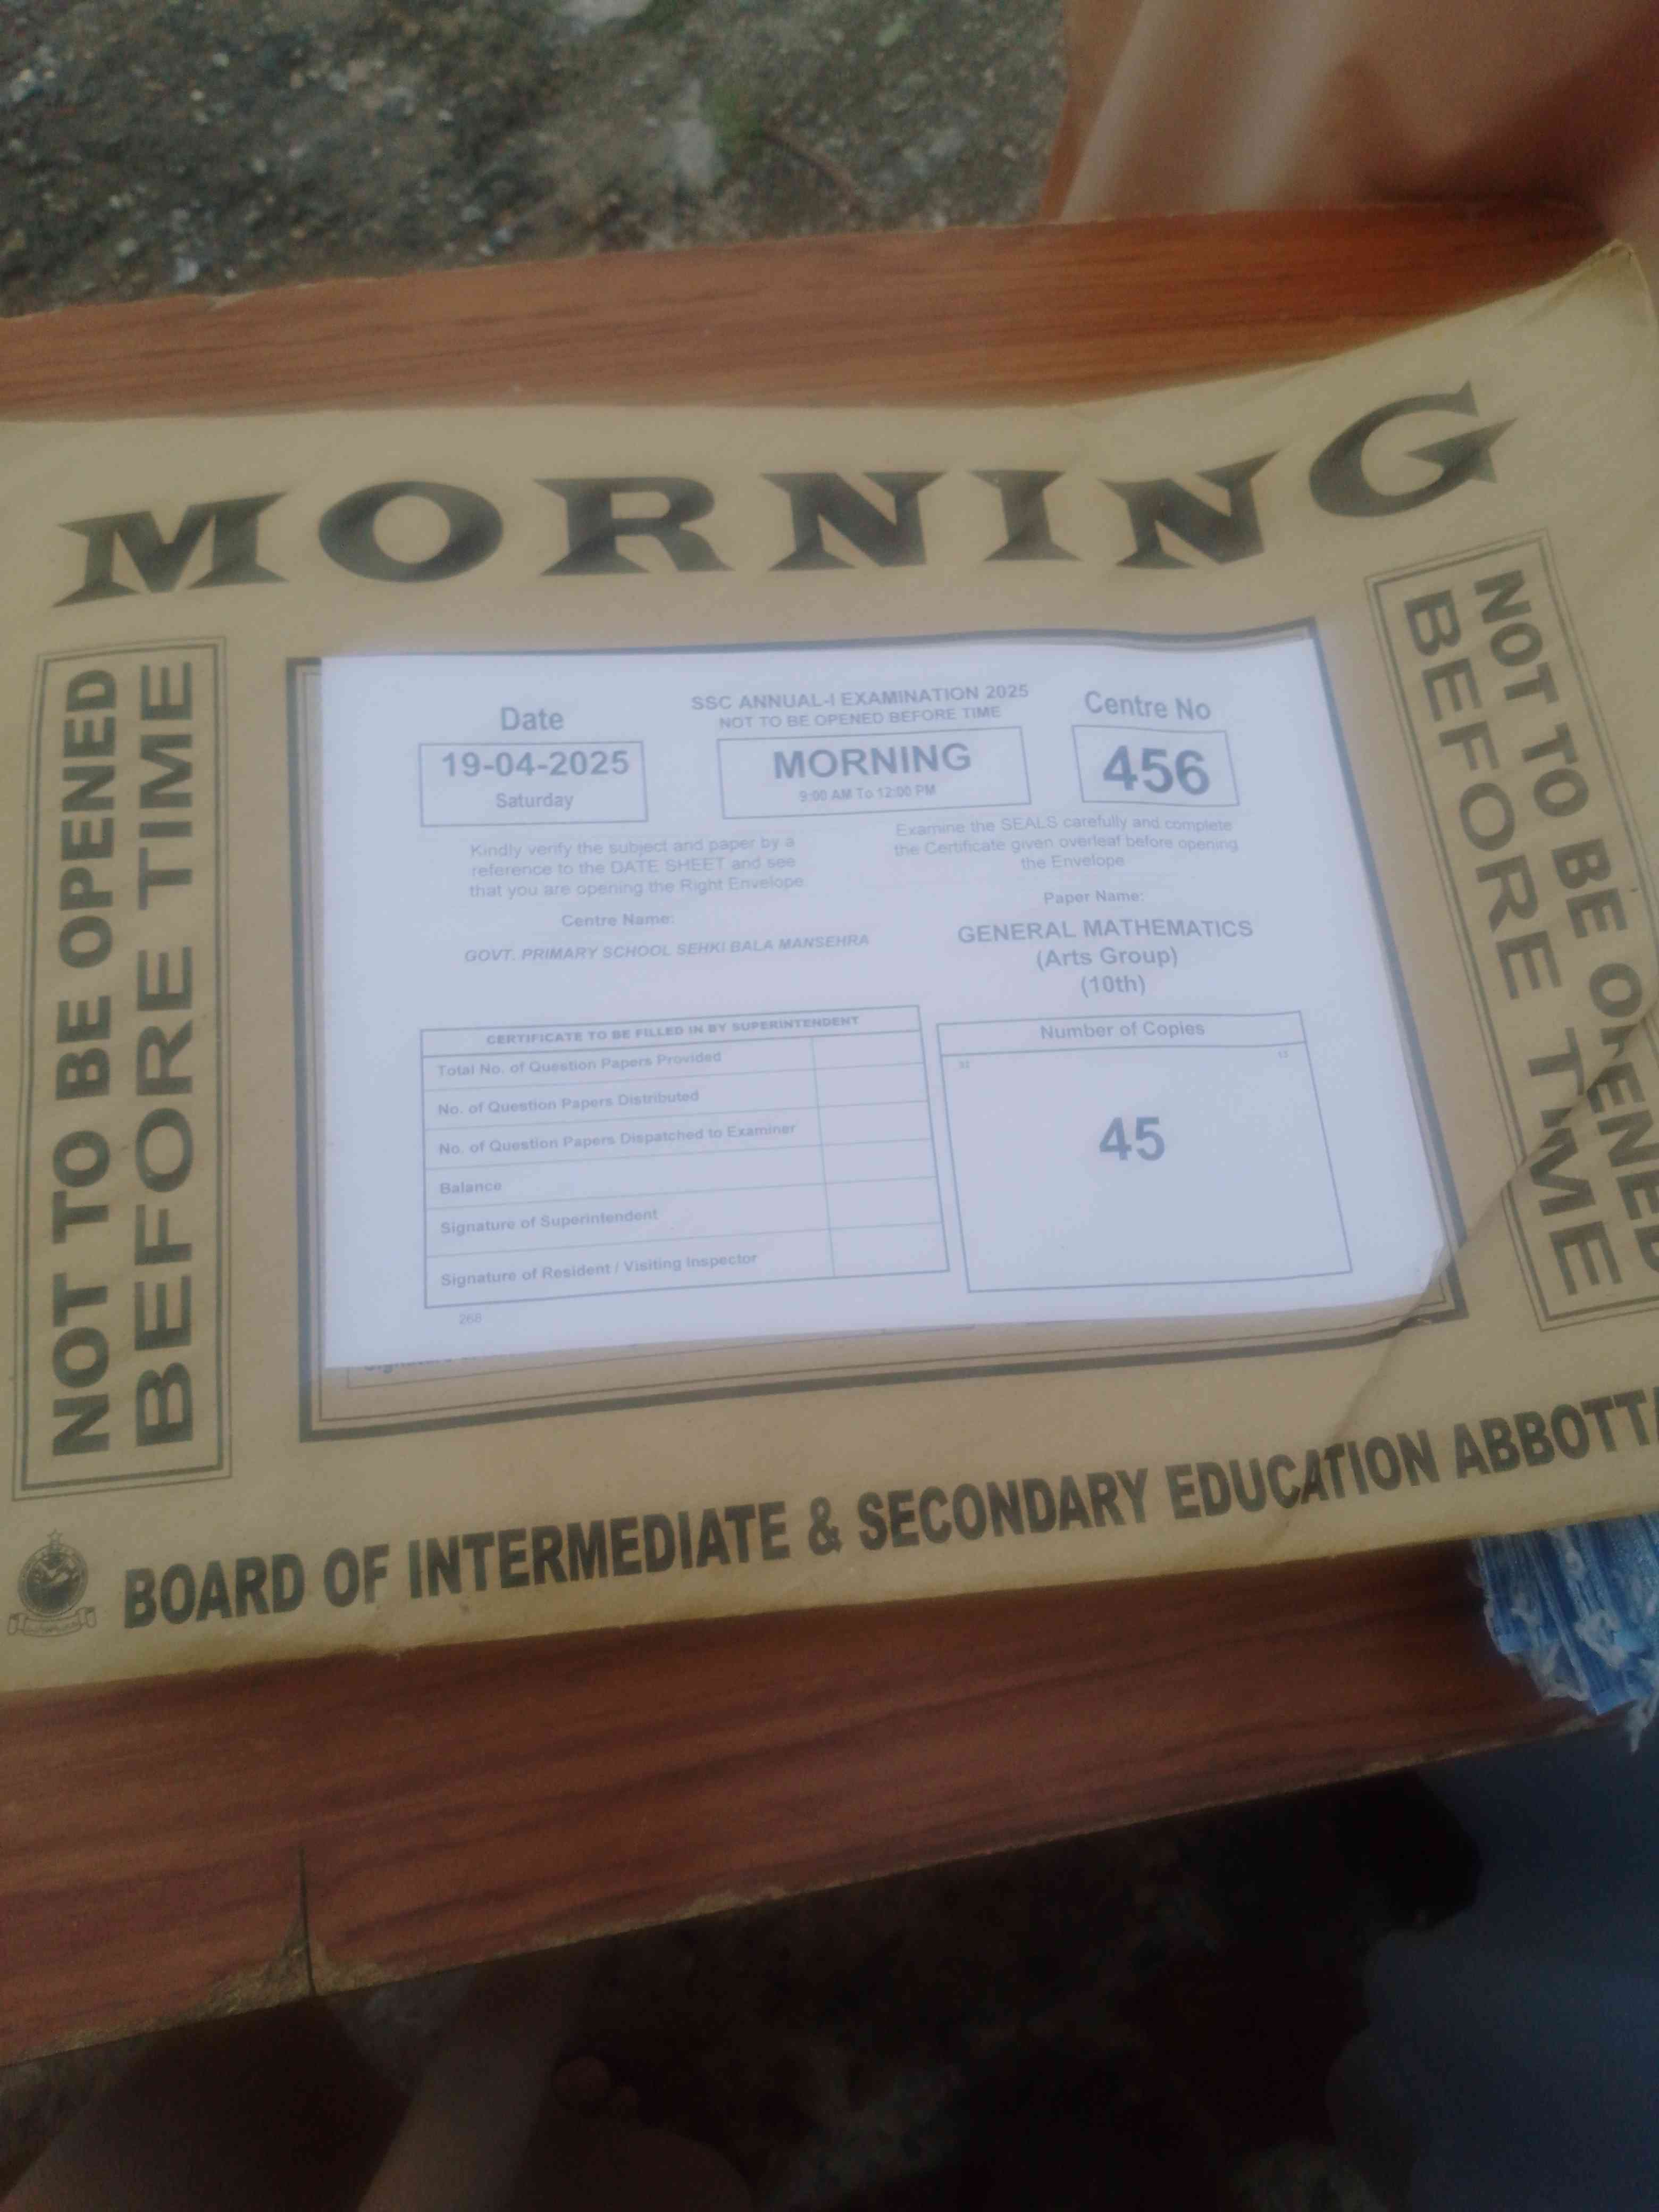 MORNING
NOT TO BE OPENED
BEFORE TIME
NOT TO BE OPENED
BEFORE TIME
Date
19-04-2025
Saturday
SSC ANNUAL-I EXAMINATION 2025
NOT TO BE OPENED BEFORE TIME
MORNING
9:00 AM To 12:00 PM
Centre No
456
Kindly verify the subject and paper by a
reference to the DATE SHEET and see
that you are opening the Right Envelope.
Examine the SEALS carefully and complete
the Certificate given overleaf before opening
the Envelope
Centre Name:
GOVT. PRIMARY SCHOOL SEHKI BALA MANSEHRA
Paper Name:
GENERAL MATHEMATICS
(Arts Group)
(10th)
CERTIFICATE TO BE FILLED IN BY SUPERINTENDENT
Total No. of Question Papers Provided
No. of Question Papers Distributed
No. of Question Papers Dispatched to Examiner
Balance
Signature of Superintendent
Signature of Resident / Visiting Inspector
Number of Copies
45
268
BOARD OF INTERMEDIATE & SECONDARY EDUCATION ABBOTTA